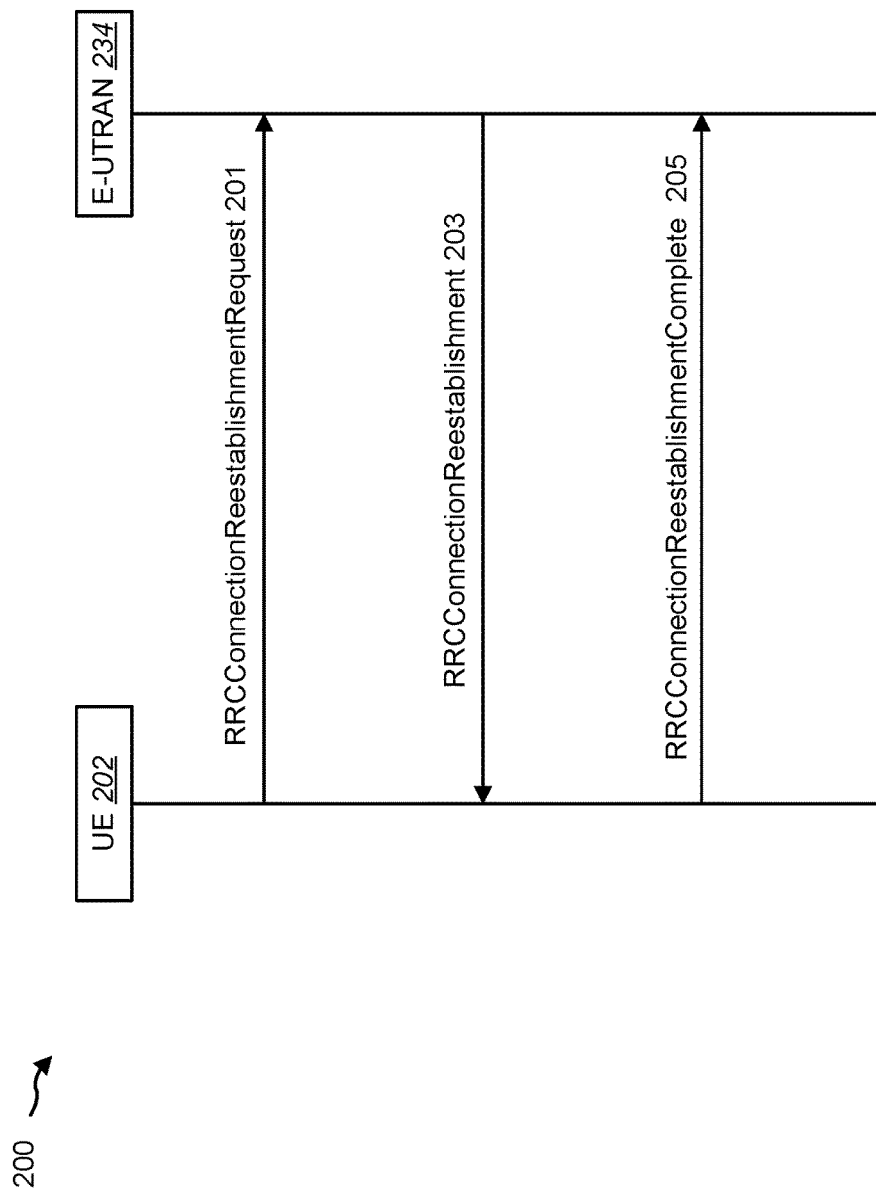 200
UE 202
E-UTRAN 234
RRCConnectionReestablishmentRequest 201
RRCConnectionReestablishment 203
RRCConnectionReestablishmentComplete 205